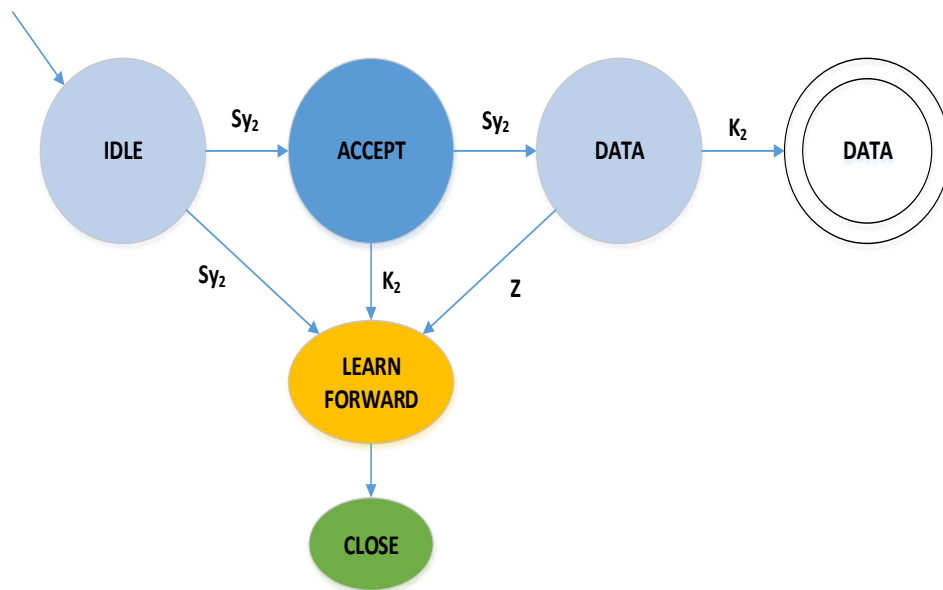 Sy₂
Sy₂
K₂
IDLE
ACCEPT
DATA
DATA
Sy₂
K₂
Z
LEARN
FORWARD
CLOSE